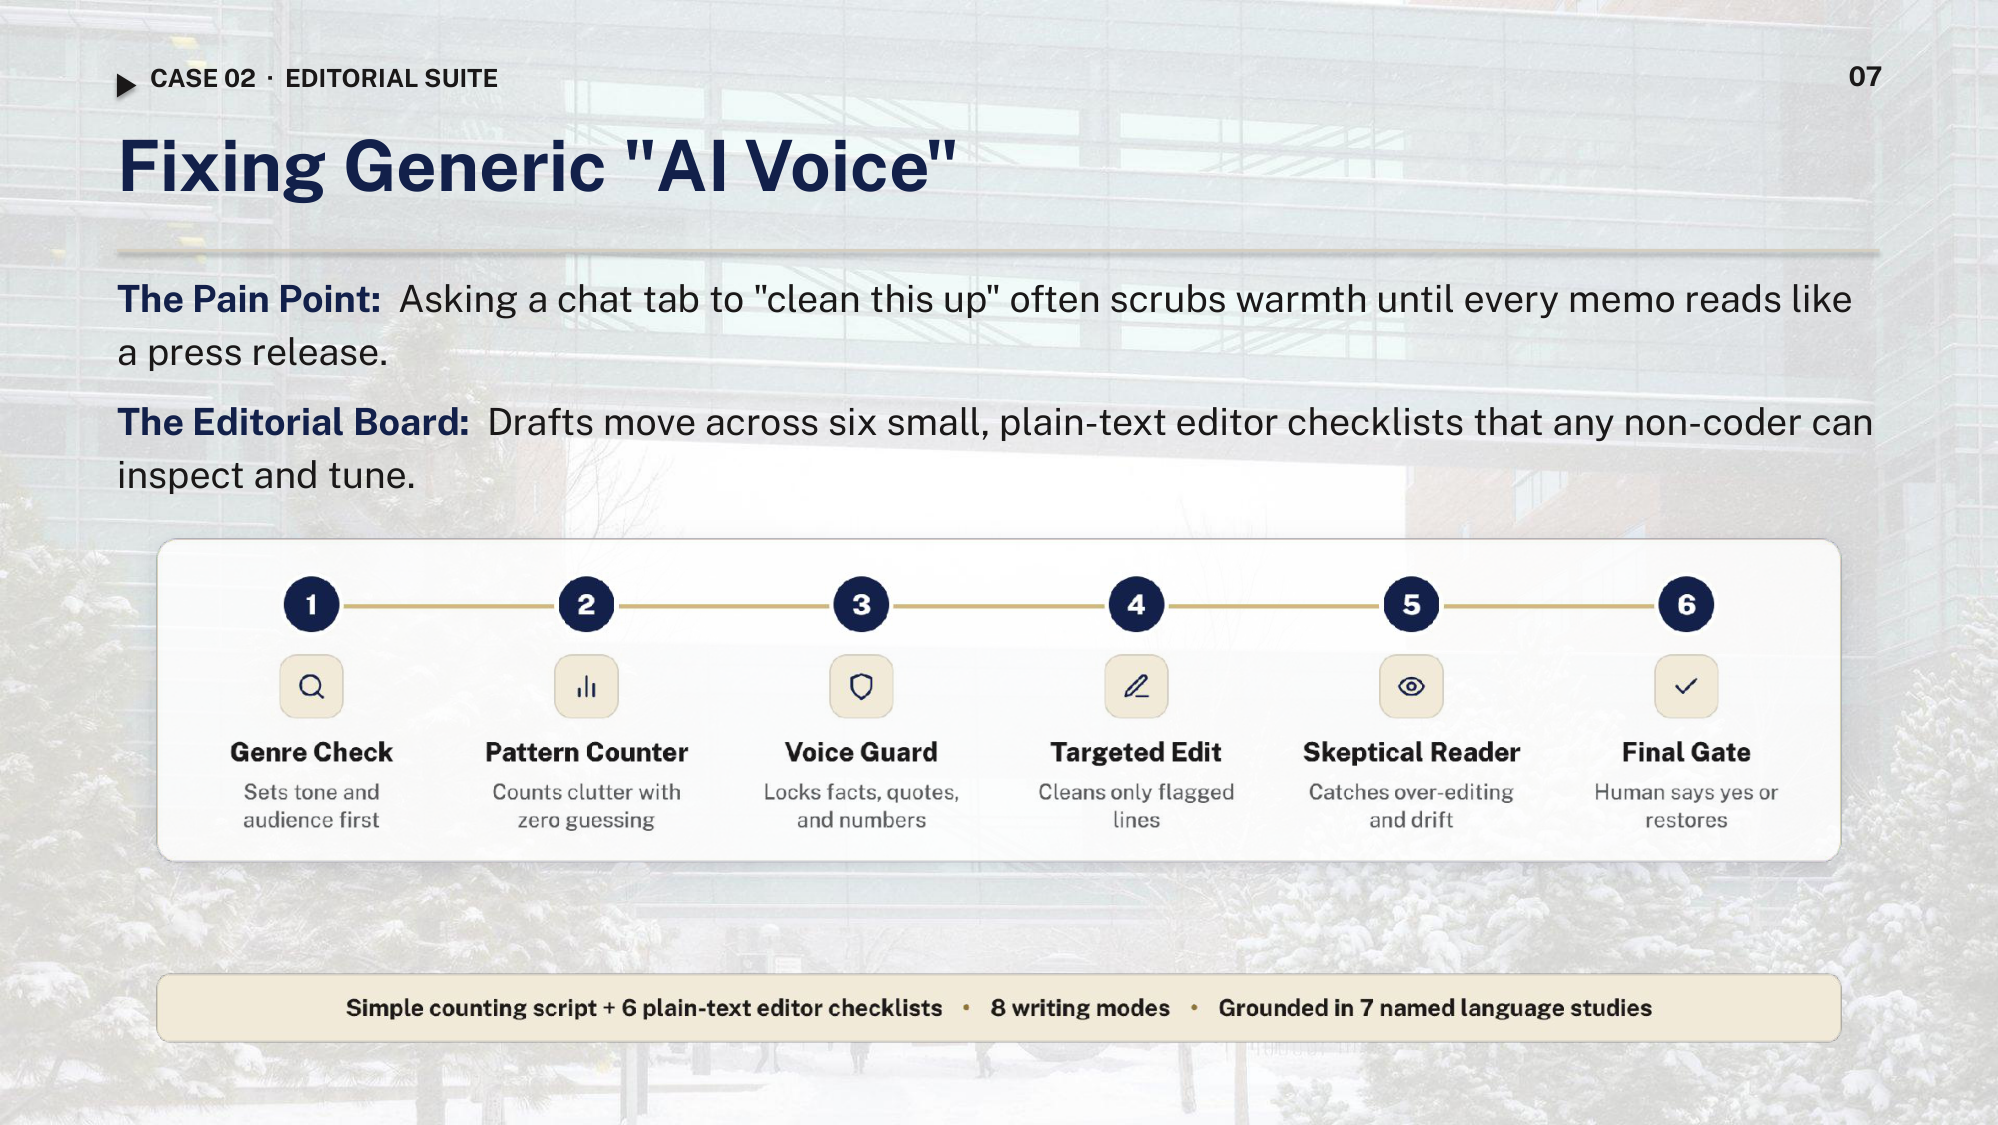 ▶ CASE 02 · EDITORIAL SUITE
07
Fixing Generic "AI Voice"
The Pain Point: Asking a chat tab to "clean this up" often scrubs warmth until every memo reads like
a press release.
The Editorial Board: Drafts move across six small, plain-text editor checklists that any non-coder can
inspect and tune.
1
2
3
4
5
6
Genre Check
Sets tone and
audience first
Pattern Counter
Counts clutter with
zero guessing
Voice Guard
Locks facts, quotes,
and numbers
Targeted Edit
Cleans only flagged
lines
Skeptical Reader
Catches over-editing
and drift
Final Gate
Human says yes or
restores
Simple counting script + 6 plain-text editor checklists • 8 writing modes • Grounded in 7 named language studies